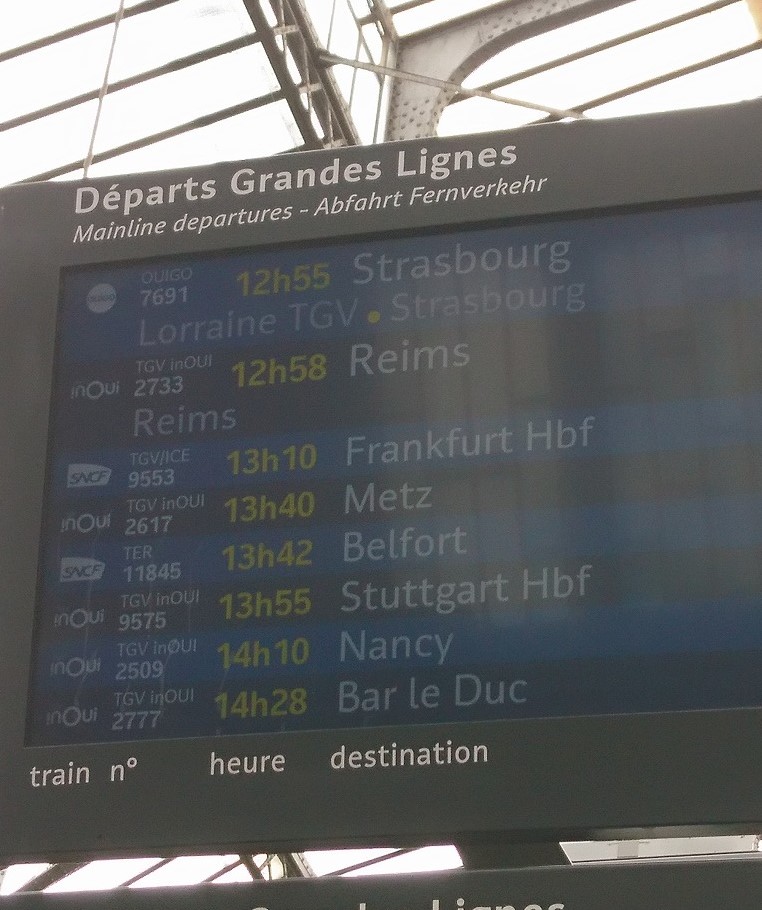 Départs Grandes Lignes
Mainline departures - Abfahrt Fernverkehr
OUIGO 7691 12h55 Strasbourg
Lorraine TGV • Strasbourg
inOui TGV inOUI 2733 12h58 Reims
Reims
SNCF TGV/ICE 9553 13h10 Frankfurt Hbf
inOui TGV inOUI 2617 13h40 Metz
SNCF TER 11845 13h42 Belfort
inOui TGV inOUI 9575 13h55 Stuttgart Hbf
inOui TGV inOUI 2509 14h10 Nancy
inOui TGV inOUI 2777 14h28 Bar le Duc
train n° heure destination